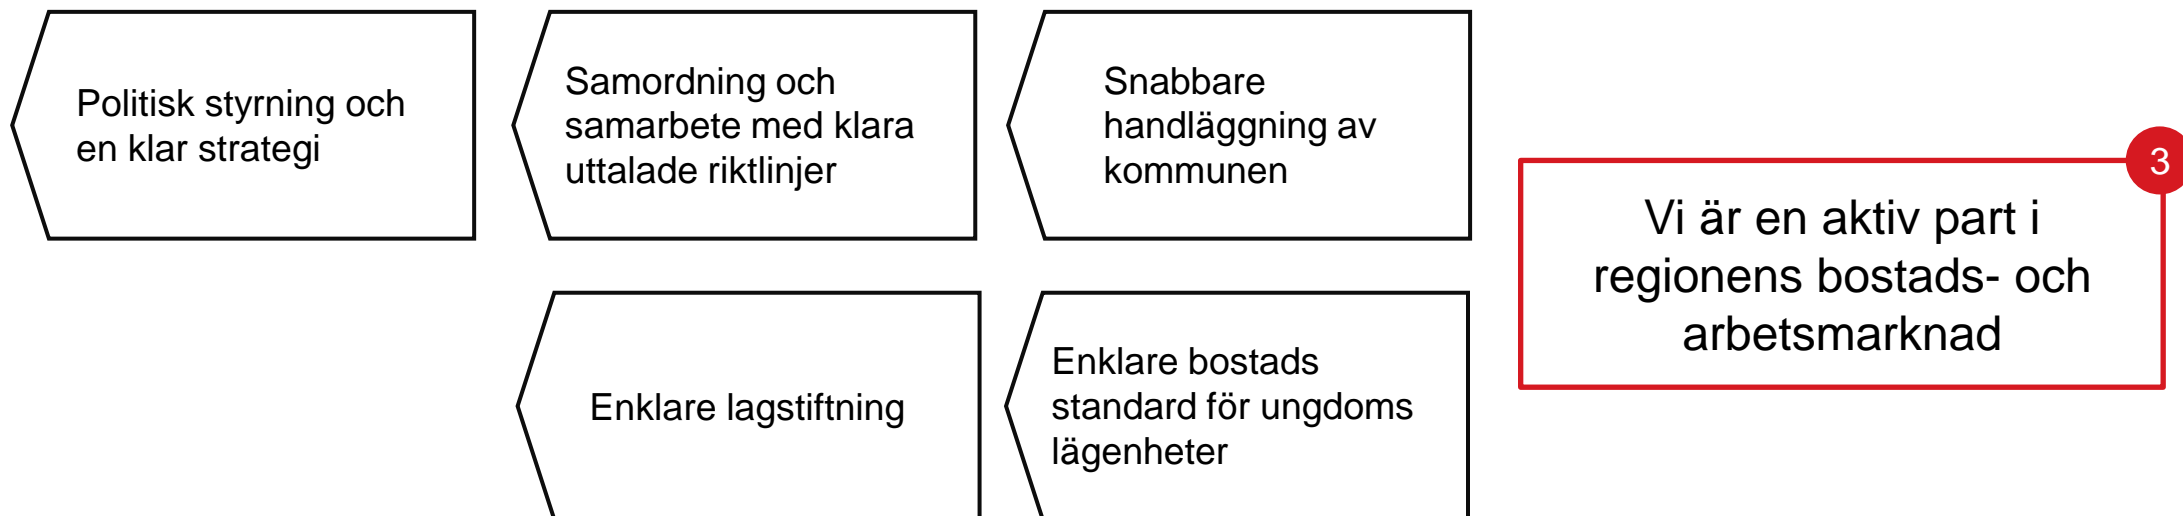 Politisk styrning och
en klar strategi
Samordning och
samarbete med klara
uttalade riktlinjer
Snabbare
handläggning av
kommunen
3
Vi är en aktiv part i
regionens bostads- och
arbetsmarknad
Enklare lagstiftning
Enklare bostads
standard för ungdoms
lägenheter